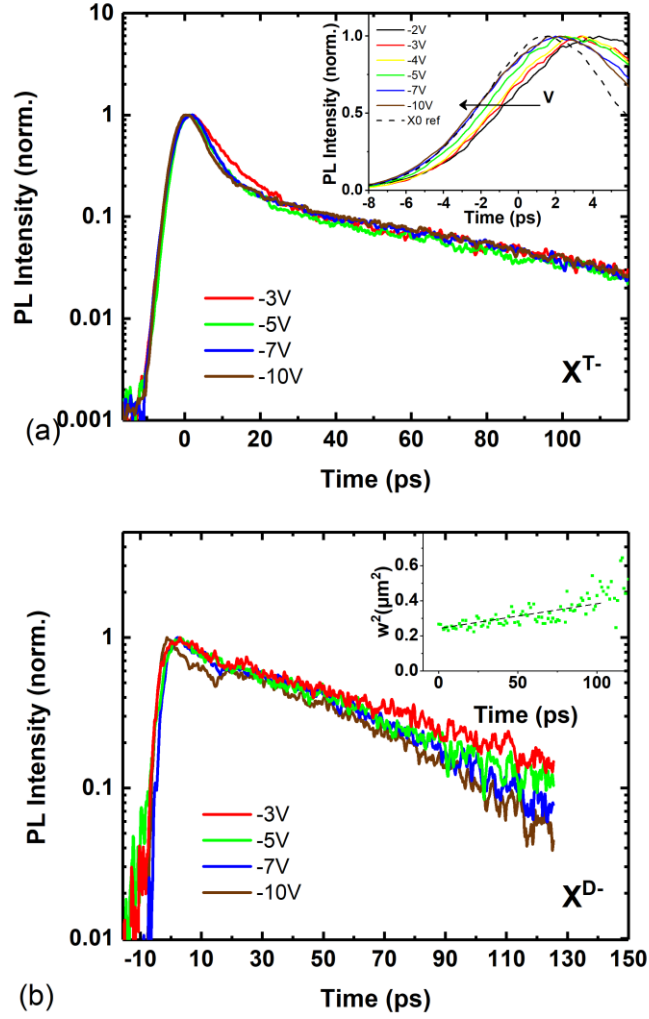 10
1
0.1
0.01
0.001
PL Intensity (norm.)
(a)
0 20 40 60 80 100
Time (ps)
-3V
-5V
-7V
-10V
X^T-
1.0
0.5
0.0
PL Intensity (norm.)
-2V
-3V
-4V
-5V
-7V
-10V
X0 ref
V
-8 -6 -4 -2 0 2 4
Time (ps)
1
0.1
0.01
PL Intensity (norm.)
(b)
-10 10 30 50 70 90 110 130 150
Time (ps)
-3V
-5V
-7V
-10V
X^D-
0.8
0.6
0.4
0.2
0.0
w²(μm²)
0 50 100
Time (ps)